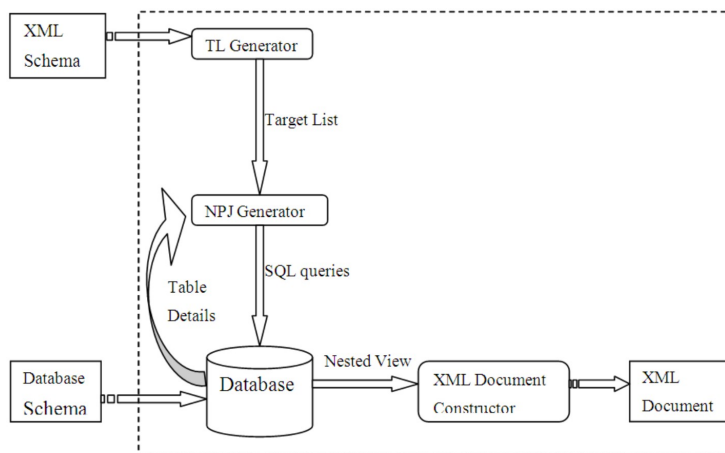 XML
Schema
TL Generator
Target List
NPJ Generator
SQL queries
Table
Details
Database
Schema
Database
Nested View
XML Document
Constructor
XML
Document